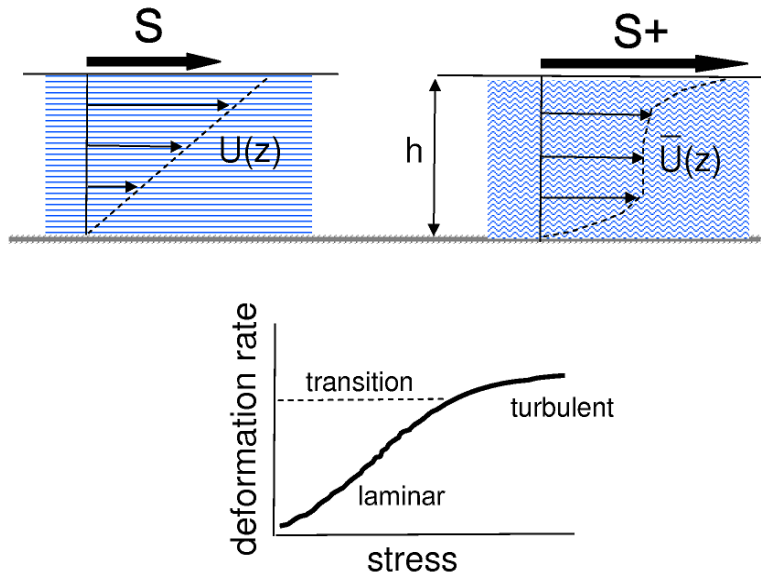 S
S+
U(z)
h
Ū(z)
deformation rate
transition
turbulent
laminar
stress